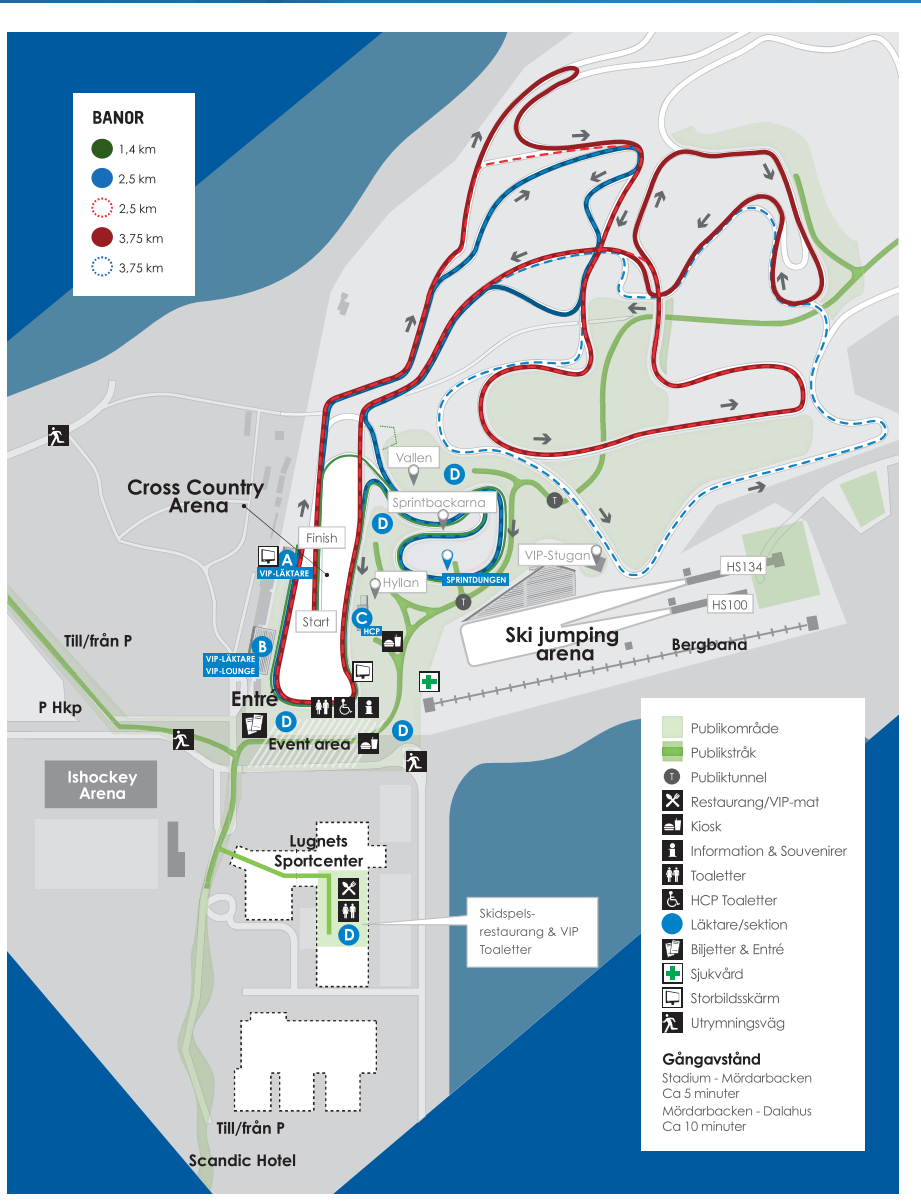 BANOR
1,4 km
2,5 km
2,5 km
3,75 km
3,75 km
Cross Country
Arena
Vallen
D
Sprintbackarna
D
T
Finish
A
VIP-LÄKTARE
VIP-Stugan
HS134
SPRINTDUNGEN
Hyllan
T
HS100
Start
C
HCP
Ski jumping
arena
Bergbana
Till/från P
B
VIP-LÄKTARE
VIP-LOUNGE
Entré
P Hkp
D
D
Event area
Ishockey
Arena
Lugnets
Sportcenter
D
Skidspels-
restaurang & VIP
Toaletter
Till/från P
Scandic Hotel
Publikområde
Publikstråk
T
Publiktunnel
Restaurang/VIP-mat
Kiosk
Information & Souvenirer
Toaletter
HCP Toaletter
Läktare/sektion
Biljetter & Entré
Sjukvård
Storbildsskärm
Utrymningsväg
Gångavstånd
Stadium - Mördarbacken
Ca 5 minuter
Mördarbacken - Dalahus
Ca 10 minuter